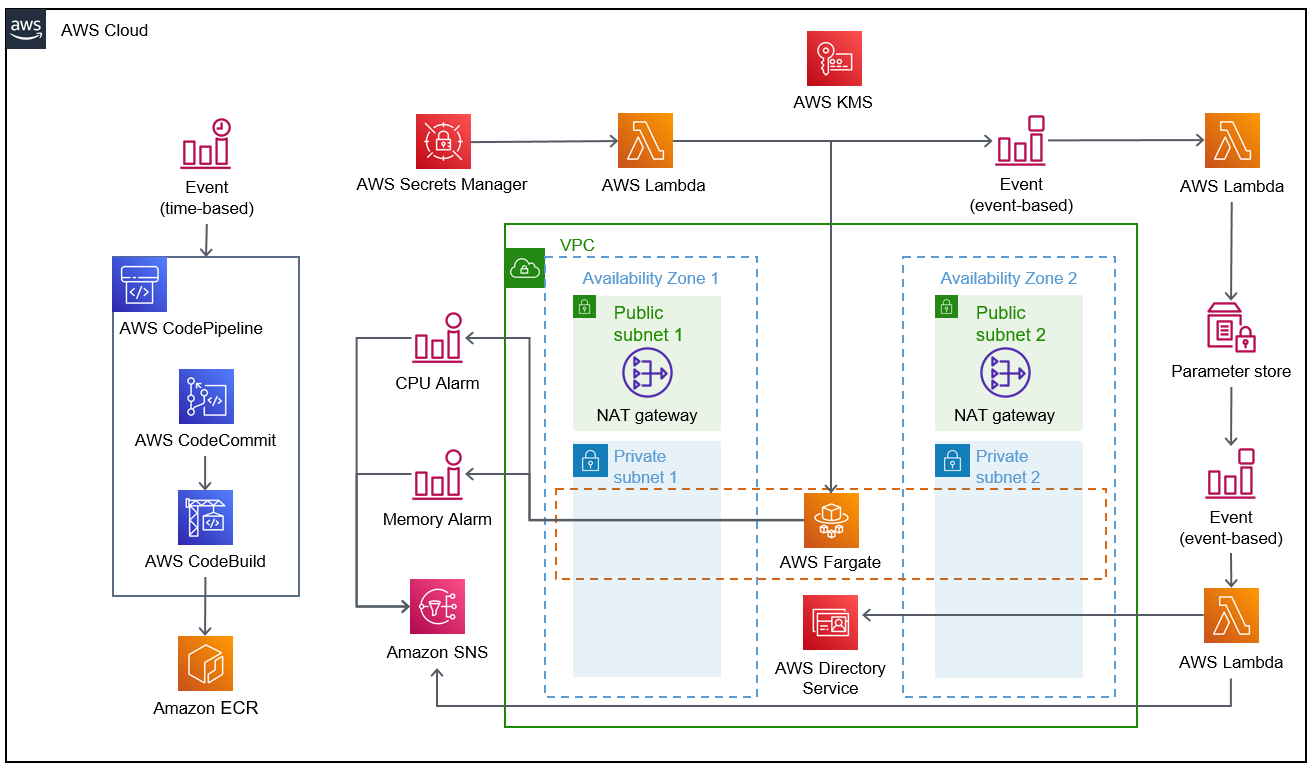 aws
AWS Cloud
AWS KMS
Event
(time-based)
AWS Secrets Manager
AWS Lambda
Event
(event-based)
AWS Lambda
AWS CodePipeline
AWS CodeCommit
AWS CodeBuild
Amazon ECR
CPU Alarm
Memory Alarm
Amazon SNS
VPC
Availability Zone 1
Public
subnet 1
NAT gateway
Private
subnet 1
Availability Zone 2
Public
subnet 2
NAT gateway
Private
subnet 2
AWS Fargate
AWS Directory
Service
Parameter store
Event
(event-based)
AWS Lambda